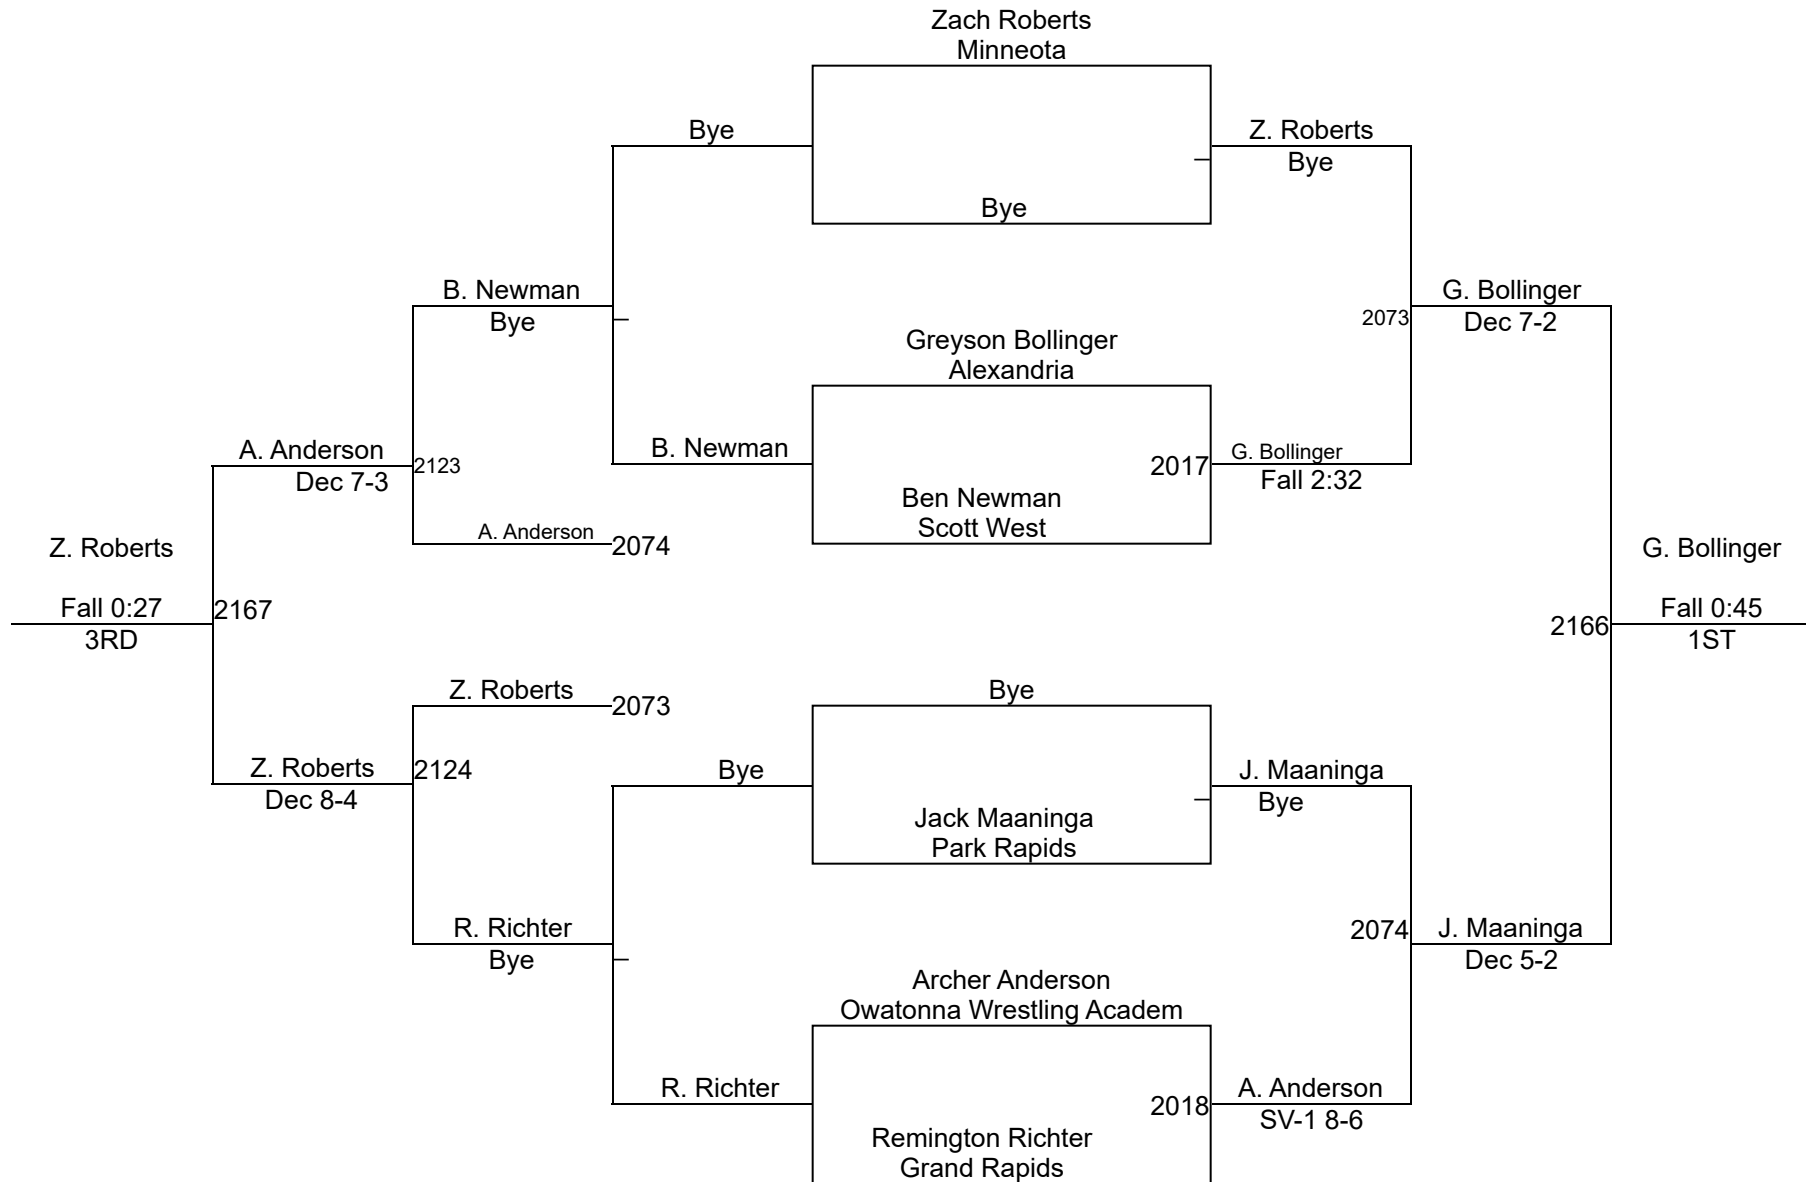 Zach Roberts
Minneota
Bye
Z. Roberts
Bye
Bye
B. Newman
Bye
G. Bollinger
Dec 7-2
2073
Greyson Bollinger
Alexandria
A. Anderson
Dec 7-3
2123
B. Newman
2017
G. Bollinger
Fall 2:32
Ben Newman
Scott West
A. Anderson
2074
Z. Roberts
Fall 0:27
3RD
2167
G. Bollinger
2166
Fall 0:45
1ST
Z. Roberts
2073
Bye
Z. Roberts
Dec 8-4
2124
Bye
J. Maaninga
Bye
Jack Maaninga
Park Rapids
R. Richter
Bye
2074
J. Maaninga
Dec 5-2
Archer Anderson
Owatonna Wrestling Academ
R. Richter
2018
A. Anderson
SV-1 8-6
Remington Richter
Grand Rapids